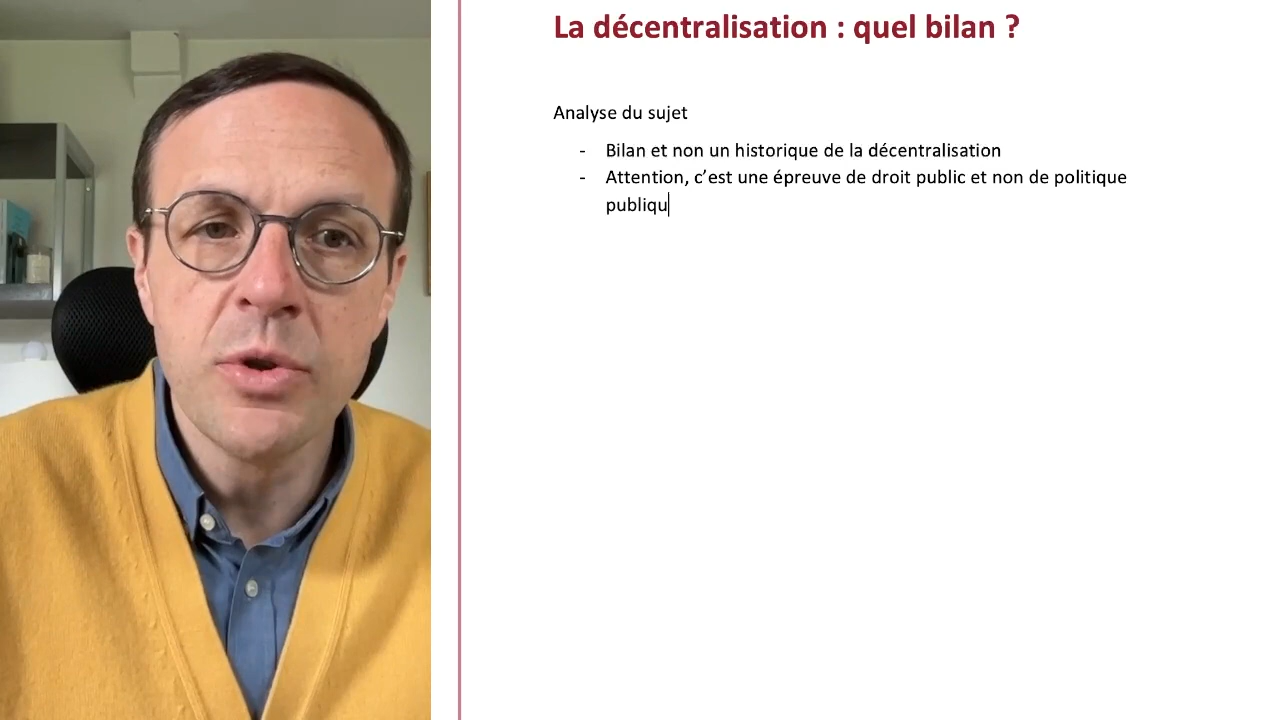 La décentralisation : quel bilan ?
Analyse du sujet
- Bilan et non un historique de la décentralisation
- Attention, c’est une épreuve de droit public et non de politique
publiqu